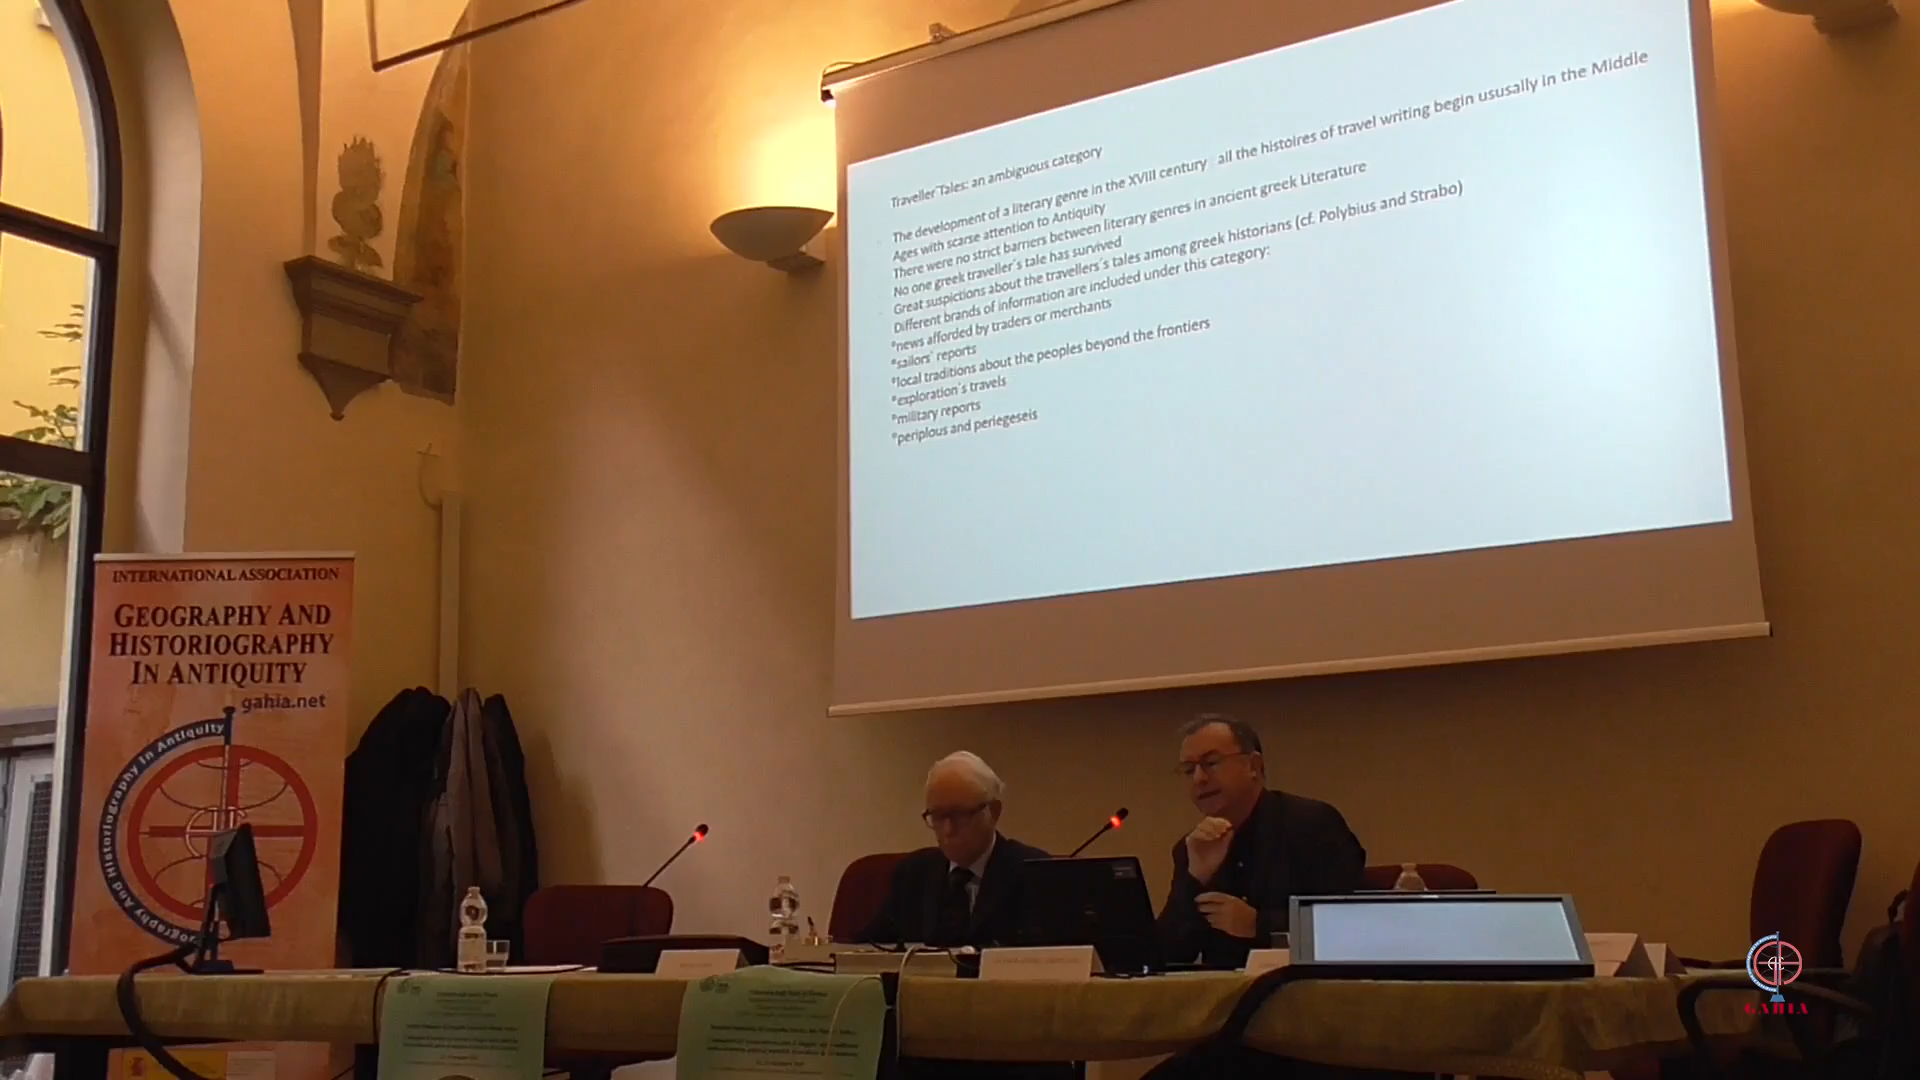 Traveller Tales: an ambiguous category
The development of a literary genre in the XVIII century all the histoires of travel writing begin ususally in the Middle
Ages with scarse attention to Antiquity
There were no strict barriers between literary genres in ancient greek Literature
No one greek traveller´s tale has survived
Great suspictions about the travellers´s tales among greek historians (cf. Polybius and Strabo)
Different brands of information are included under this category:
*news afforded by traders or merchants
*sailors´ reports
*local traditions about the peoples beyond the frontiers
*exploration´s travels
*military reports
*periplous and periegeseis
INTERNATIONAL ASSOCIATION
GEOGRAPHY AND
HISTORIOGRAPHY
IN ANTIQUITY
gahia.net
Geography And Historiography In Antiquity
GAHIA